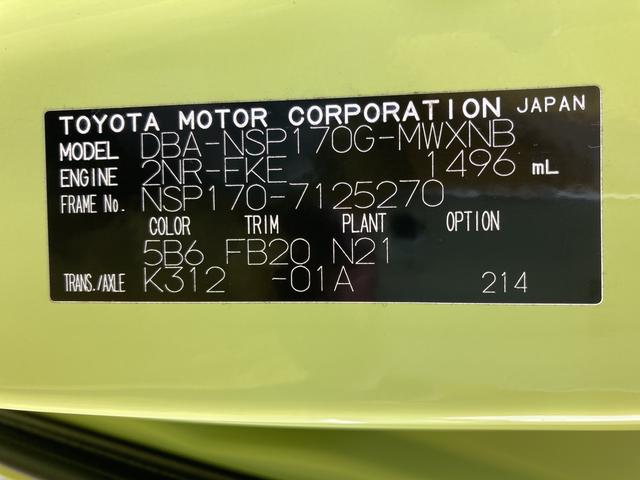 TOYOTA MOTOR CORPORATION JAPAN
MODEL DBA-NSP170G-MWXNB
ENGINE 2NR-FKE 1496 mL
FRAME No. NSP170-7125270
COLOR TRIM PLANT OPTION
5B6 FB20 N21
TRANS./AXLE K312 -01A 214